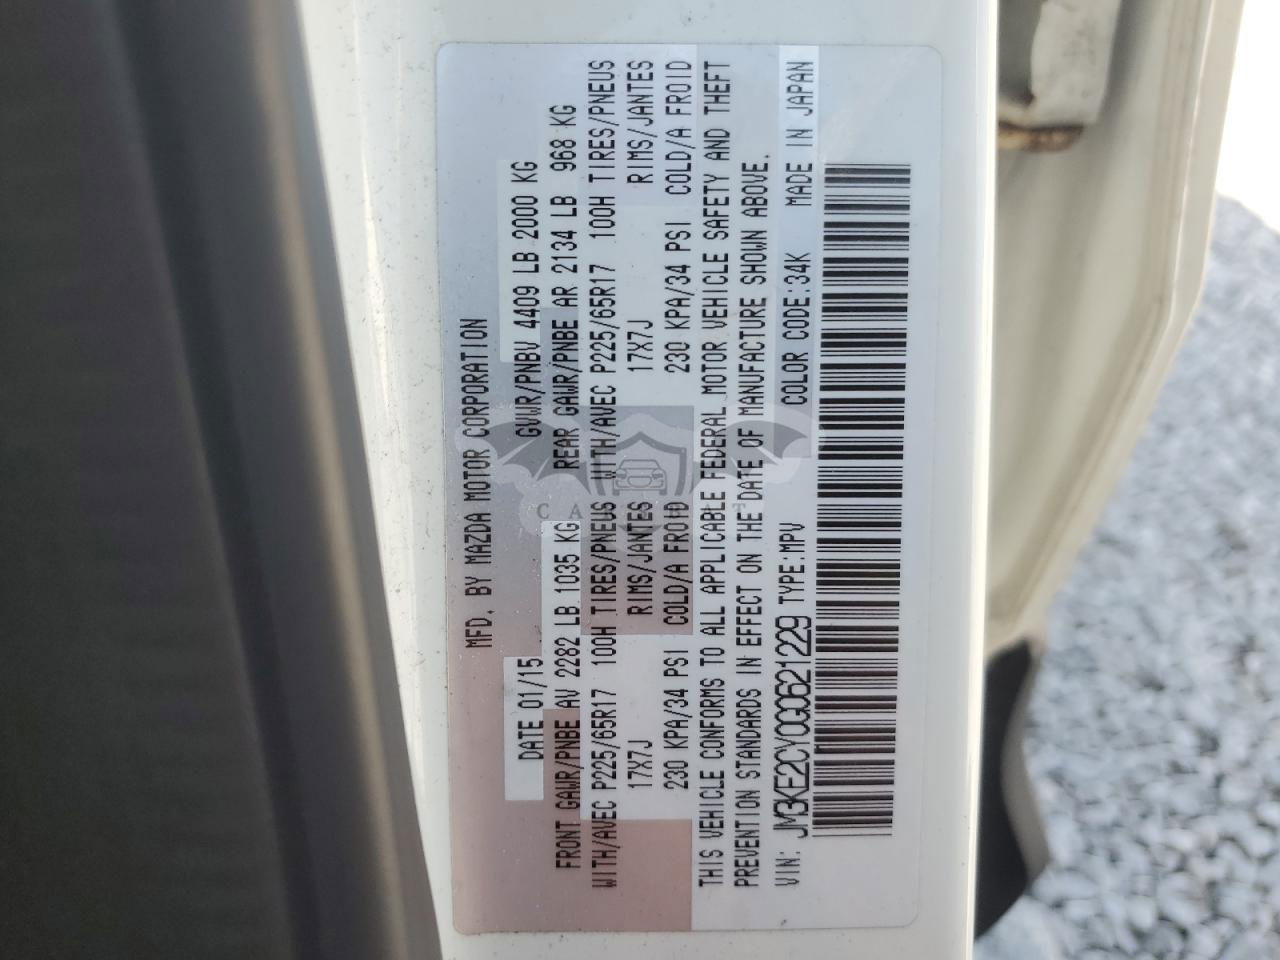 MFD. BY MAZDA MOTOR CORPORATION
DATE 01/15 GVWR/PNBV 4409 LB 2000 KG
FRONT GAWR/PNBE AV 2282 LB 1035 KG REAR GAWR/PNBE AR 2134 LB 968 KG
WITH/AVEC P225/65R17 100H TIRES/PNEUS WITH/AVEC P225/65R17 100H TIRES/PNEUS
17X7J RIMS/JANTES 17X7J RIMS/JANTES
230 KPA/34 PSI COLD/A FROID 230 KPA/34 PSI COLD/A FROID
THIS VEHICLE CONFORMS TO ALL APPLICABLE FEDERAL MOTOR VEHICLE SAFETY AND THEFT
PREVENTION STANDARDS IN EFFECT ON THE DATE OF MANUFACTURE SHOWN ABOVE.
VIN: JM3KE2CY0G0621229 TYPE:MPV COLOR CODE:34K MADE IN JAPAN